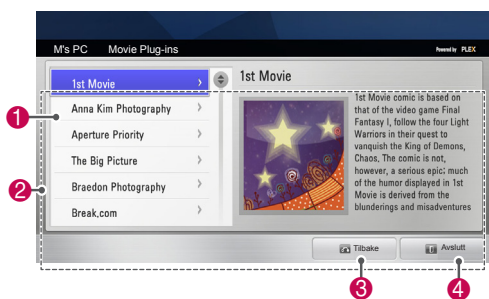 M's PC Movie Plug-ins
Powered by PLEX
1st Movie
Anna Kim Photography
Aperture Priority
The Big Picture
Braedon Photography
Break.com
1st Movie
1st Movie comic is based on
that of the video game Final
Fantasy I, follow the four Light
Warriors in their quest to
vanquish the King of Demons,
Chaos, The comic is not,
however, a serious epic; much
of the humor displayed in 1st
Movie is derived from the
blunderings and misadventures
Tilbake
Avslutt
1
2
3
4